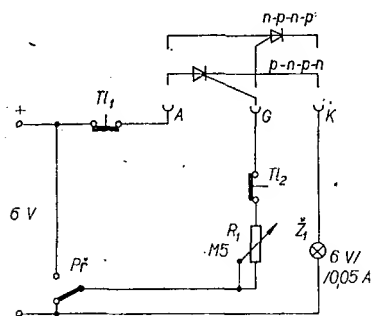 n-p-n-p
p-n-p-n
+
Tl₁
A
G
K
Tl₂
6 V
R₁
M5
Ž₁
6 V/
/0,05 A
Př